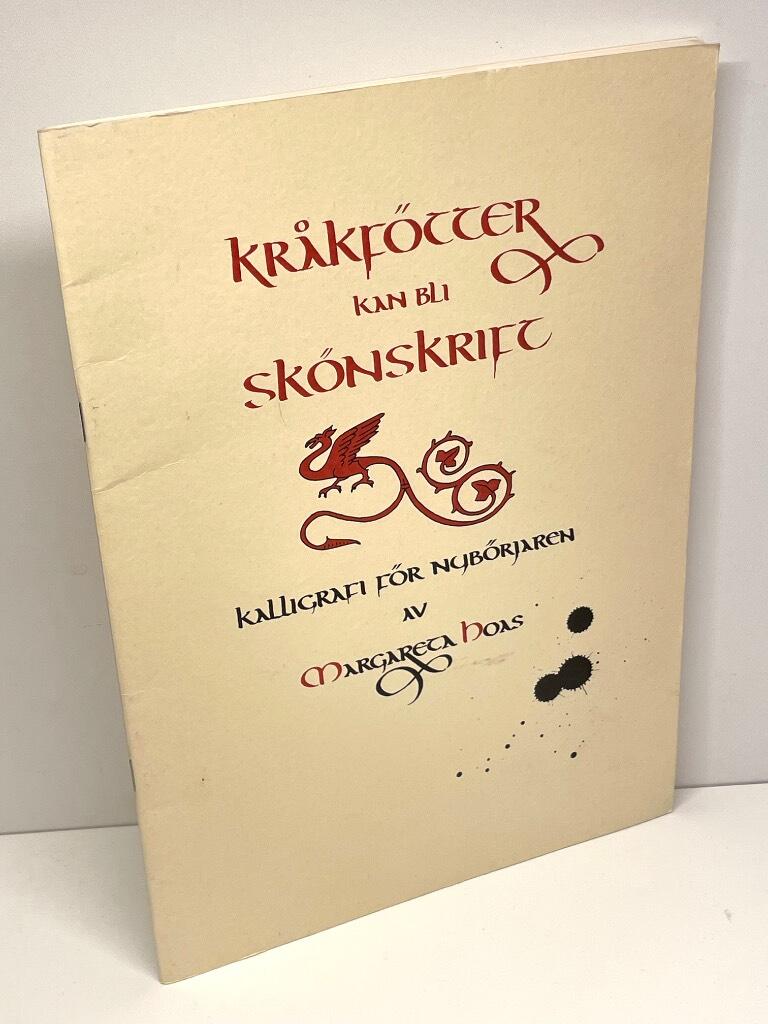 KRÅKFÖTTER
KAN BLI
SKÖNSKRIFT
KALLIGRAFI FÖR NYBÖRJAREN
AV
MARGARETA HOAS